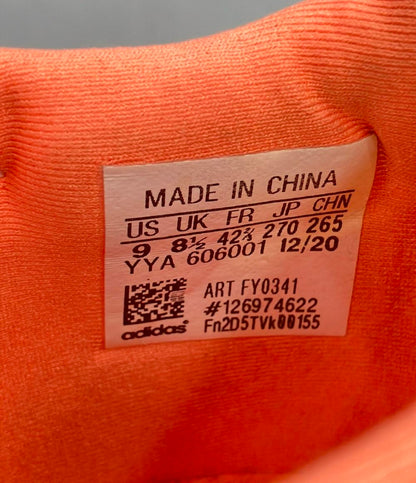 MADE IN CHINA
US UK FR JP CHN
9 8½ 42⅔ 270 265
YYA 606001 12/20
ART FY0341
#126974622
adidas Fn2D5TVk00155